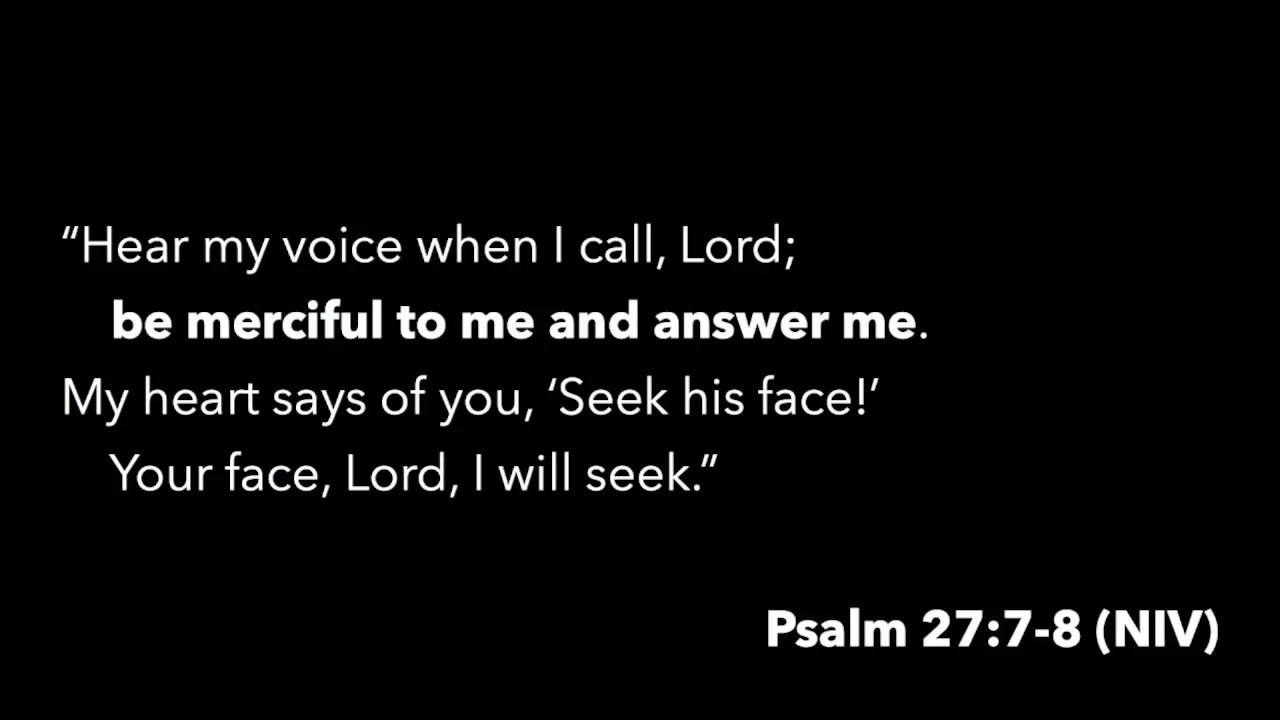 “Hear my voice when I call, Lord;
be merciful to me and answer me.
My heart says of you, ‘Seek his face!’
Your face, Lord, I will seek.”
Psalm 27:7-8 (NIV)